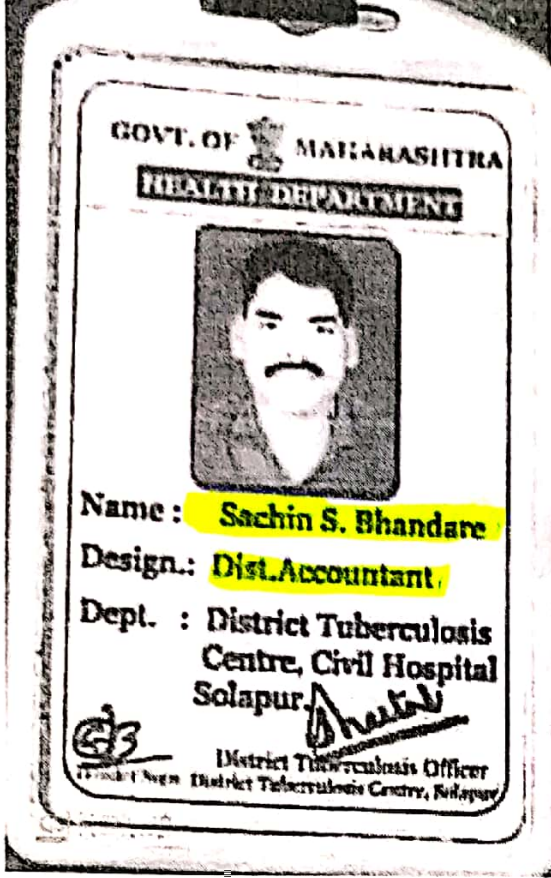 GOVT. OF MAHARASHTRA
HEALTH DEPARTMENT
Name : Sachin S. Bhandare
Design.: Dist.Accountant
Dept. : District Tuberculosis
Centre, Civil Hospital
Solapur.
District Tuberculosis Officer
District Tuberculosis Centre, Solapur